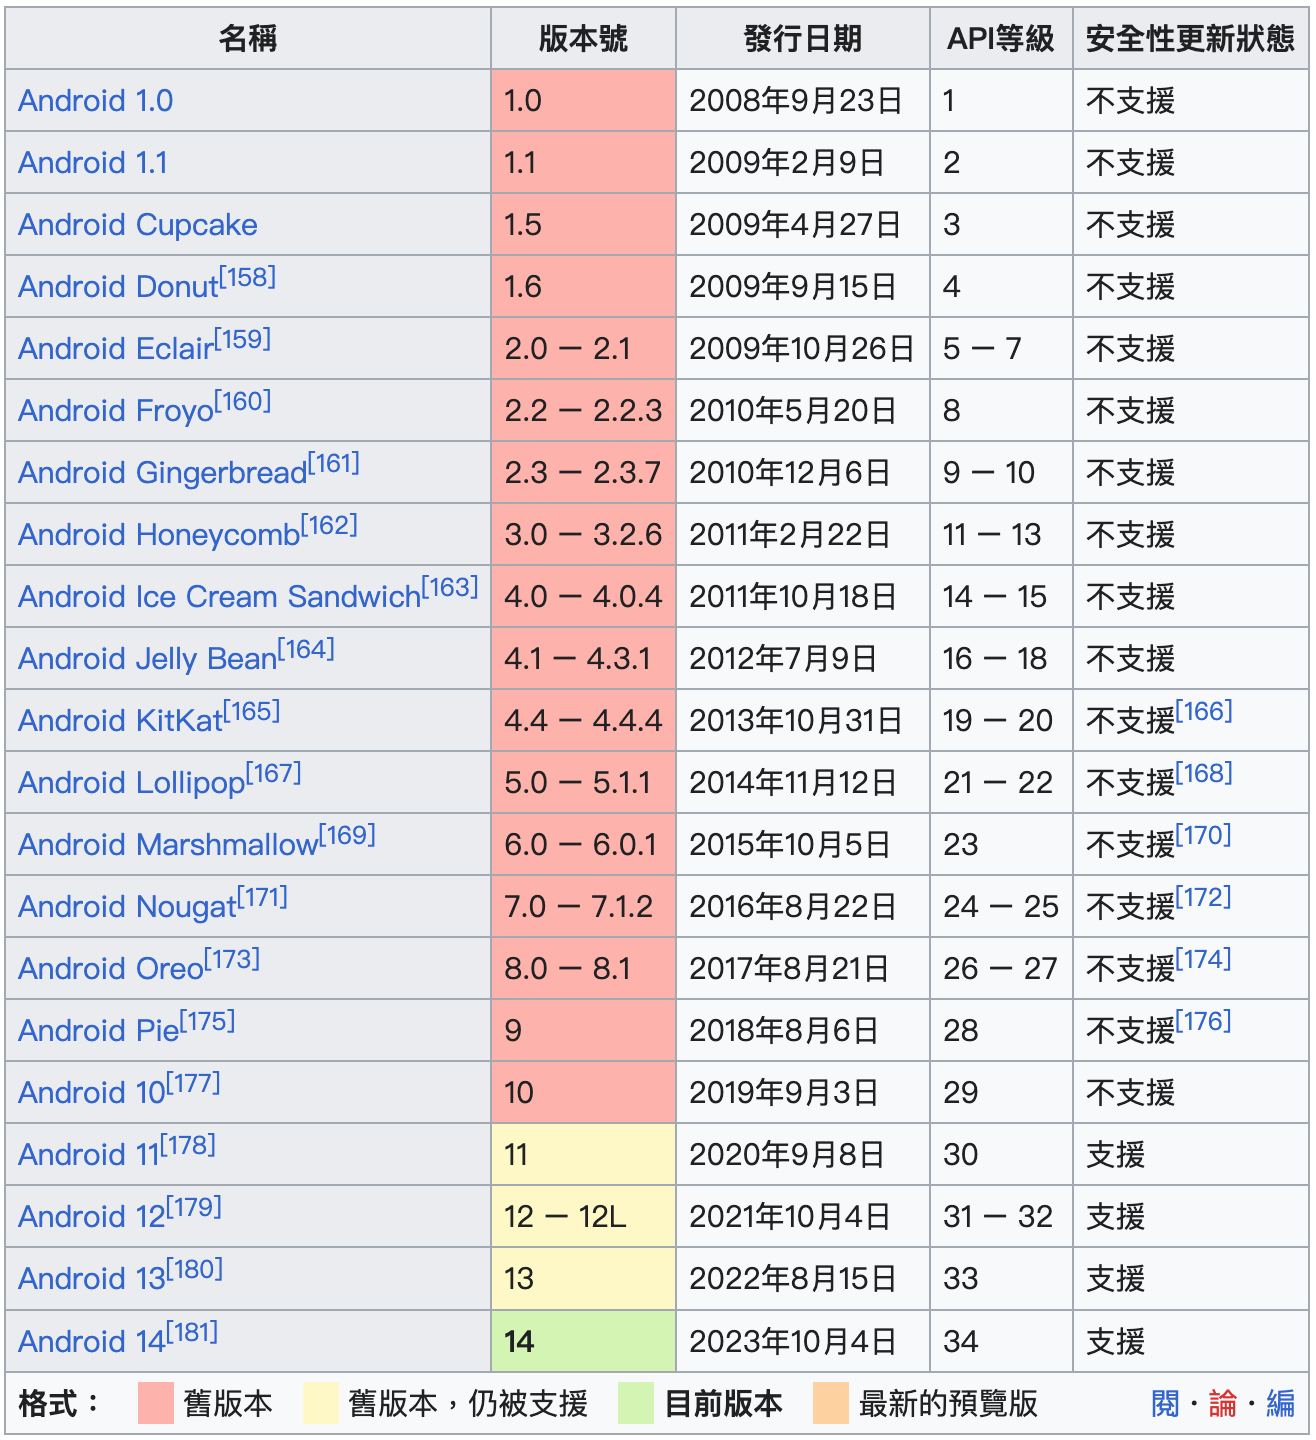 名稱 版本號 發行日期 API等級 安全性更新狀態
Android 1.0 1.0 2008年9月23日 1 不支援
Android 1.1 1.1 2009年2月9日 2 不支援
Android Cupcake 1.5 2009年4月27日 3 不支援
Android Donut[158] 1.6 2009年9月15日 4 不支援
Android Eclair[159] 2.0 — 2.1 2009年10月26日 5 — 7 不支援
Android Froyo[160] 2.2 — 2.2.3 2010年5月20日 8 不支援
Android Gingerbread[161] 2.3 — 2.3.7 2010年12月6日 9 — 10 不支援
Android Honeycomb[162] 3.0 — 3.2.6 2011年2月22日 11 — 13 不支援
Android Ice Cream Sandwich[163] 4.0 — 4.0.4 2011年10月18日 14 — 15 不支援
Android Jelly Bean[164] 4.1 — 4.3.1 2012年7月9日 16 — 18 不支援
Android KitKat[165] 4.4 — 4.4.4 2013年10月31日 19 — 20 不支援[166]
Android Lollipop[167] 5.0 — 5.1.1 2014年11月12日 21 — 22 不支援[168]
Android Marshmallow[169] 6.0 — 6.0.1 2015年10月5日 23 不支援[170]
Android Nougat[171] 7.0 — 7.1.2 2016年8月22日 24 — 25 不支援[172]
Android Oreo[173] 8.0 — 8.1 2017年8月21日 26 — 27 不支援[174]
Android Pie[175] 9 2018年8月6日 28 不支援[176]
Android 10[177] 10 2019年9月3日 29 不支援
Android 11[178] 11 2020年9月8日 30 支援
Android 12[179] 12 — 12L 2021年10月4日 31 — 32 支援
Android 13[180] 13 2022年8月15日 33 支援
Android 14[181] 14 2023年10月4日 34 支援
格式： 舊版本 舊版本，仍被支援 目前版本 最新的預覽版 閱·論·編